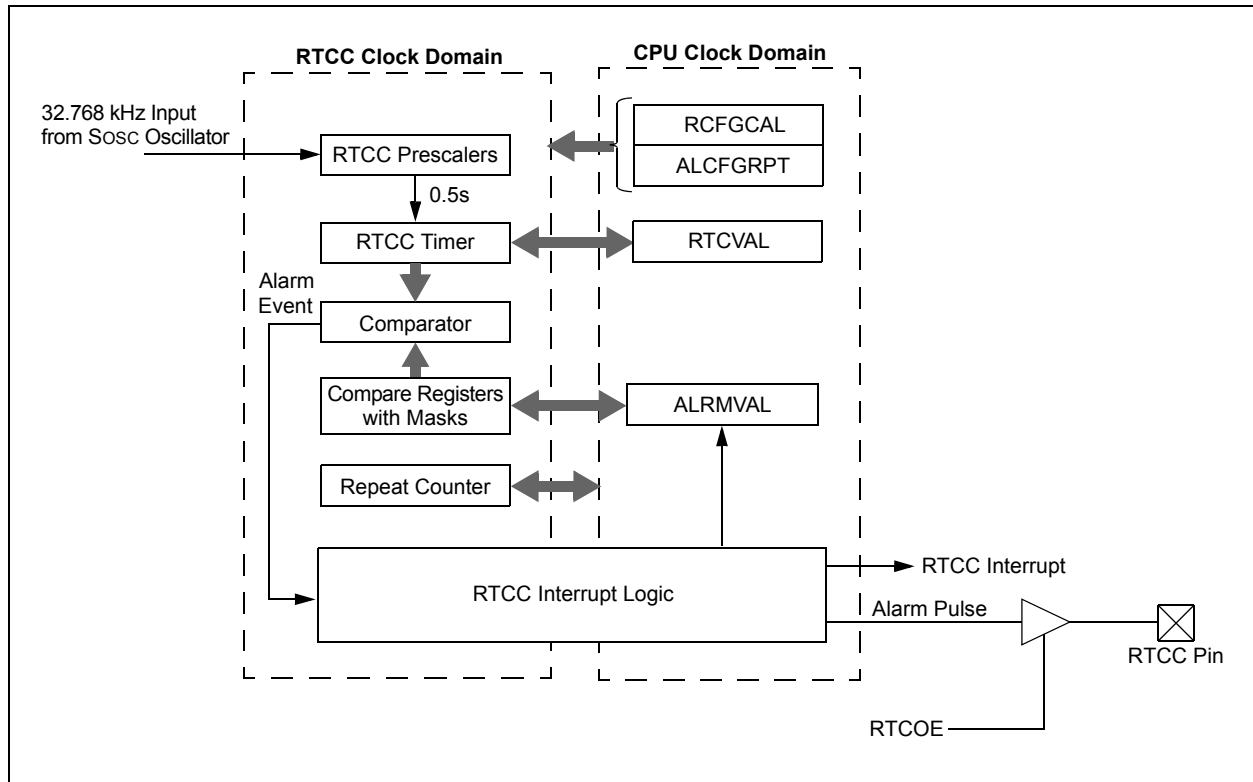 RTCC Clock Domain
CPU Clock Domain
32.768 kHz Input
from SOSC Oscillator
RTCC Prescalers
RCFGCAL
ALCFGRPT
0.5s
RTCC Timer
RTCVAL
Alarm
Event
Comparator
Compare Registers
with Masks
ALRMVAL
Repeat Counter
RTCC Interrupt Logic
RTCC Interrupt
Alarm Pulse
RTCC Pin
RTCOE